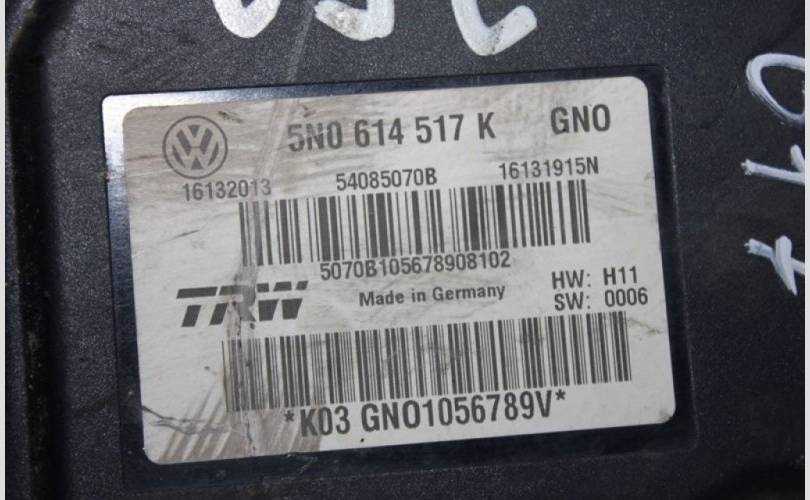 5N0 614 517 K GNO
16132013 54085070B 16131915N
5070B105678908102
TRW Made in Germany HW: H11
SW: 0006
*K03 GNO1056789V*